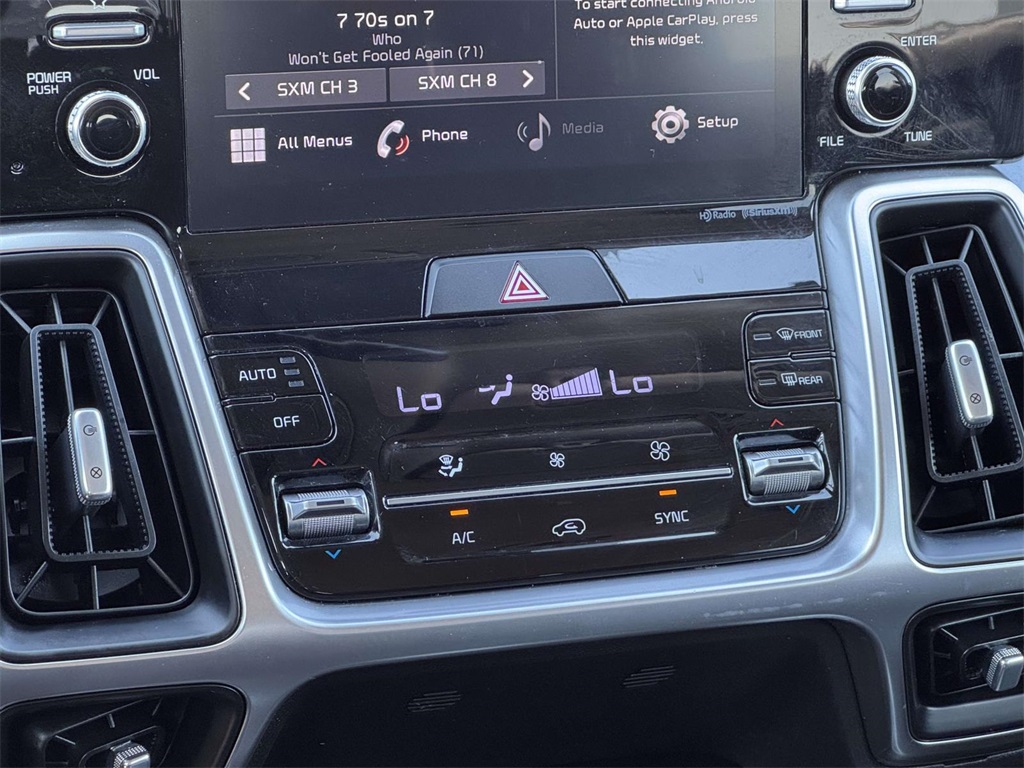 7 70s on 7
Who
Won't Get Fooled Again (71)
SXM CH 3
SXM CH 8
To start connecting Android
Auto or Apple CarPlay, press
this widget.
All Menus
Phone
Media
Setup
POWER
PUSH
VOL
ENTER
FILE
TUNE
HD Radio
((SiriusXM))
AUTO
OFF
Lo
Lo
FRONT
REAR
A/C
SYNC